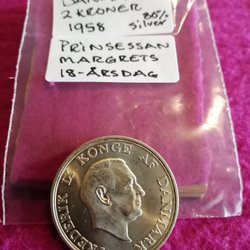 2 KRONER
1958
80% silver
PRINSESSAN
MARGRETS
18-ÅRSDAG
FREDERIK IX KONGE AF DANMARK